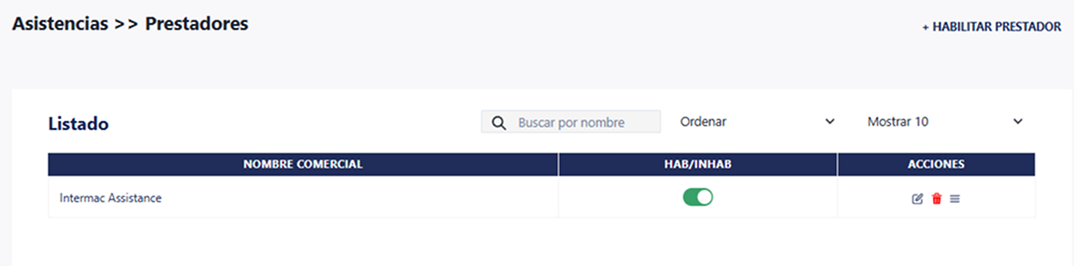 Asistencias >> Prestadores
+ HABILITAR PRESTADOR
Listado
Buscar por nombre
Ordenar
Mostrar 10
NOMBRE COMERCIAL
HAB/INHAB
ACCIONES
Intermac Assistance